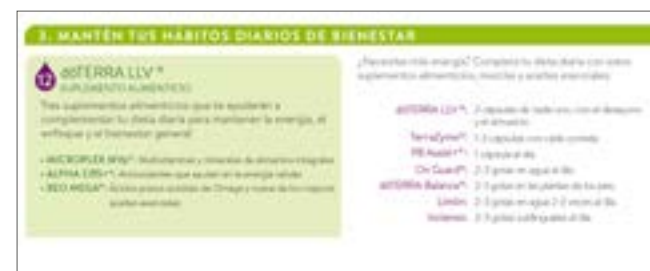 3. MANTÉN TUS HÁBITOS DIARIOS DE BIENESTAR
12 dōTERRA LLV®
SUPLEMENTO ALIMENTICIO
Tres suplementos alimenticios que te ayudarán a
complementar tu dieta diaria para mantener la energía, el
enfoque y el bienestar general
• MICROPLEX VMz®: Multivitaminas y minerales de alimentos integrales
• ALPHA CRS+®: Antioxidantes que ayudan en la energía celular
• XEO MEGA®: Ácidos grasos de Omega y nueve de los mejores
aceites esenciales
¿Necesitas más energía? Completa tu dieta diaria con estos
suplementos alimenticios, mezclas y aceites esenciales:
dōTERRA LLV®: 2 cápsulas de cada uno, con el desayuno
y el almuerzo
TerraZyme®: 1-3 cápsulas con cada comida
PB Assist+®: 1 cápsula al día
On Guard®: 2-3 gotas en agua al día
dōTERRA Balance®: 2-3 gotas en las plantas de los pies
Limón: 2-3 gotas en agua 2-3 veces al día
Incienso: 2-3 gotas sublinguales al día